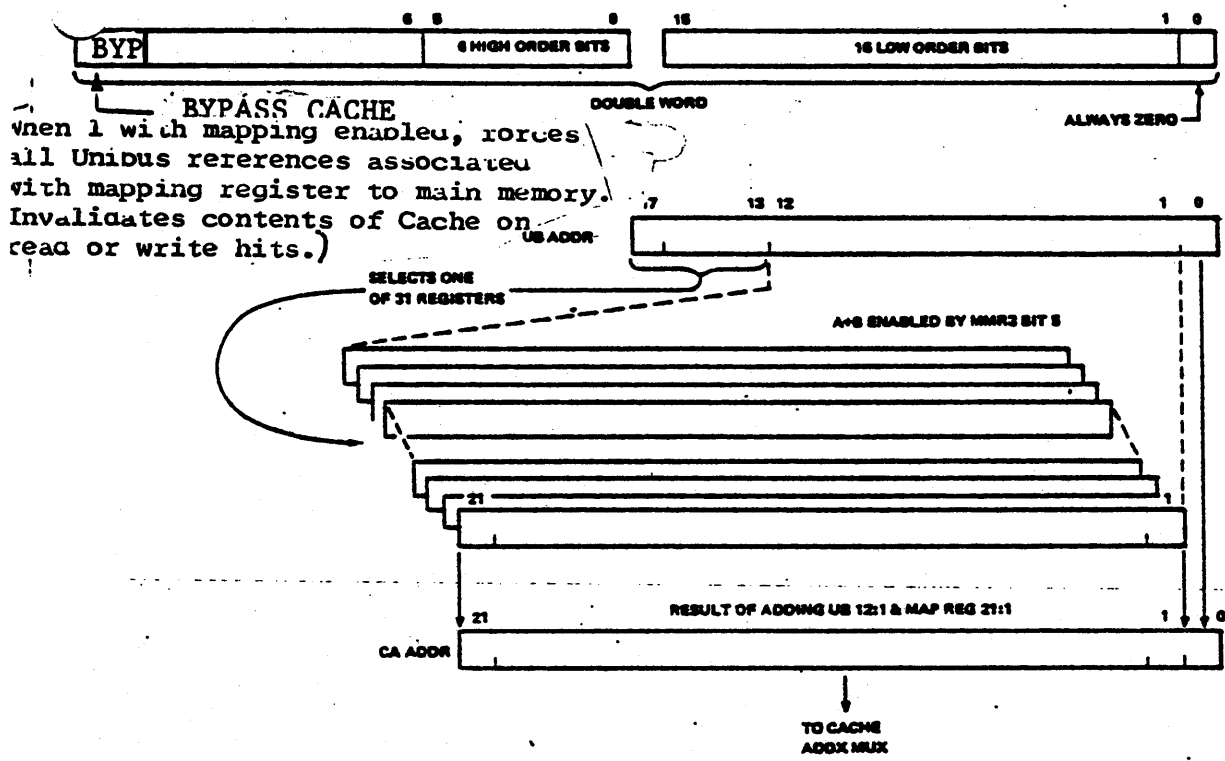 6 5 0 15 1 0
BYP 6 HIGH ORDER BITS 16 LOW ORDER BITS
DOUBLE WORD
ALWAYS ZERO
BYPASS CACHE
When 1 with mapping enabled, forces
all Unibus references associated
with mapping register to main memory.
Invalidates contents of Cache on
read or write hits.)
17 13 12 1 0
UB ADDR
SELECTS ONE
OF 31 REGISTERS
A+B ENABLED BY MMR3 BIT 5
21 1
RESULT OF ADDING UB 12:1 & MAP REG 21:1
21 1 0
CA ADDR
TO CACHE
ADDX MUX